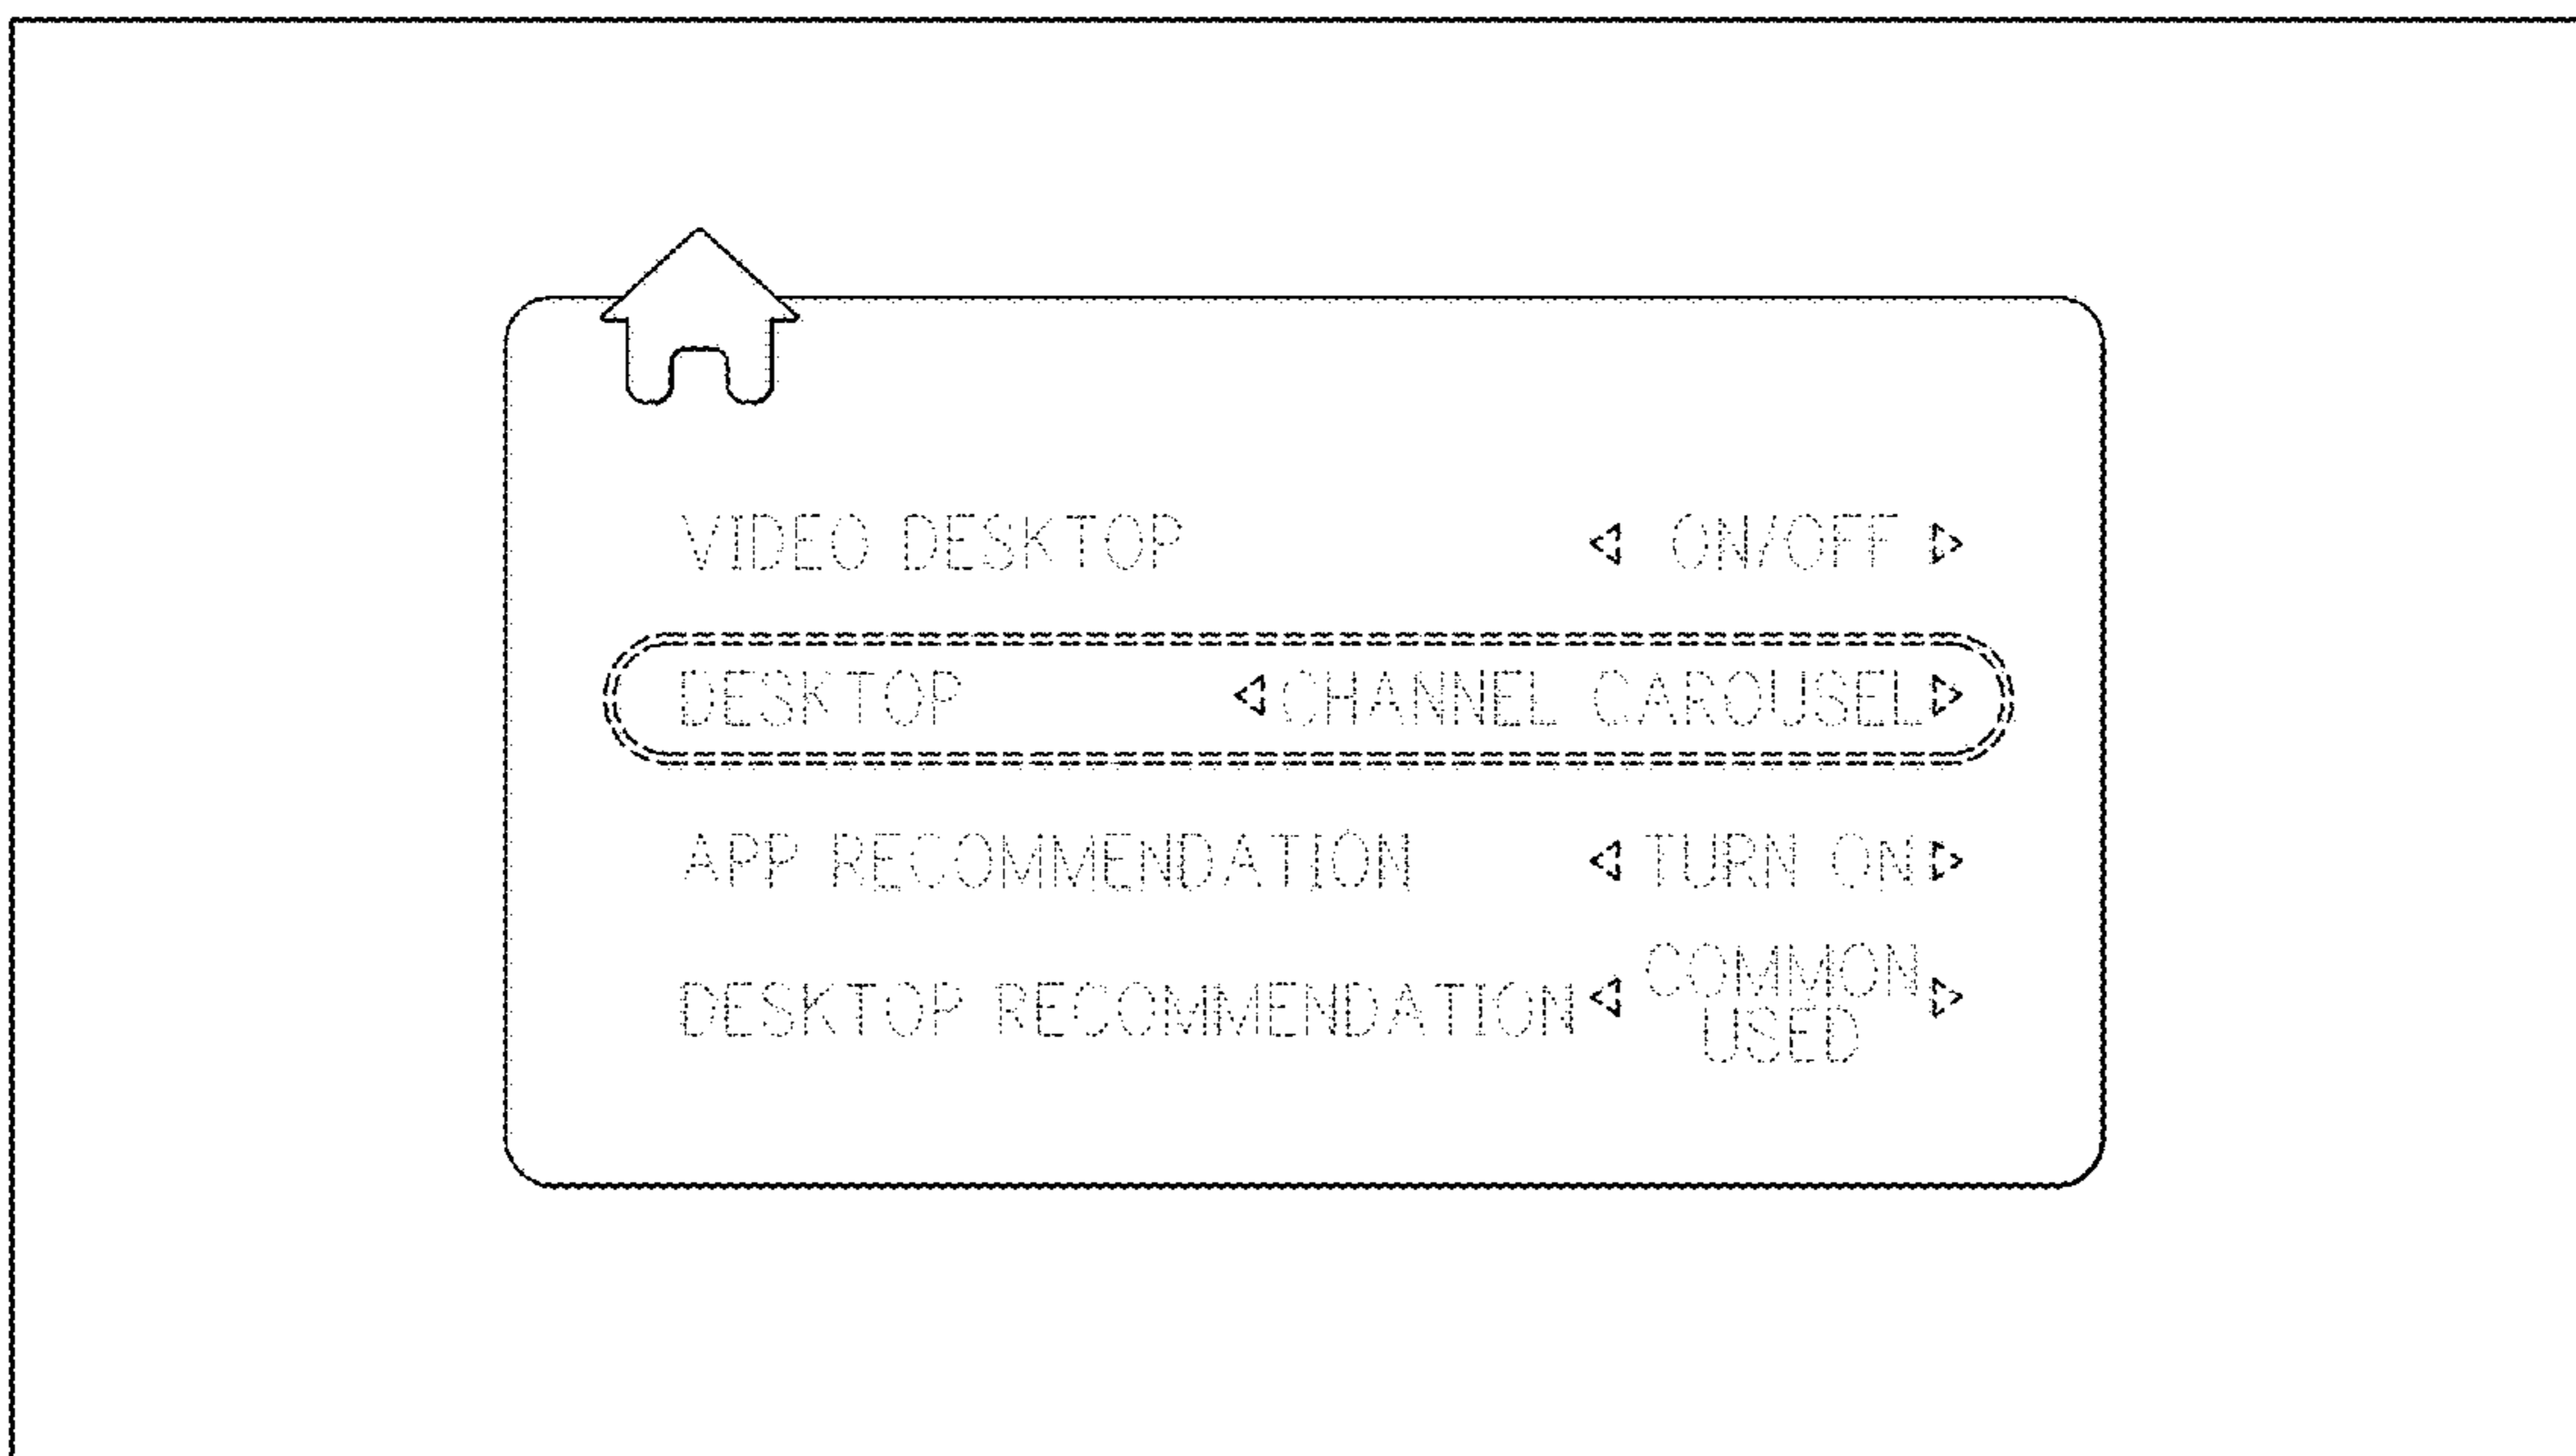 VIDEO DESKTOP ON/OFF
DESKTOP CHANNEL CAROUSEL
APP RECOMMENDATION TURN ON
DESKTOP RECOMMENDATION COMMON
USED